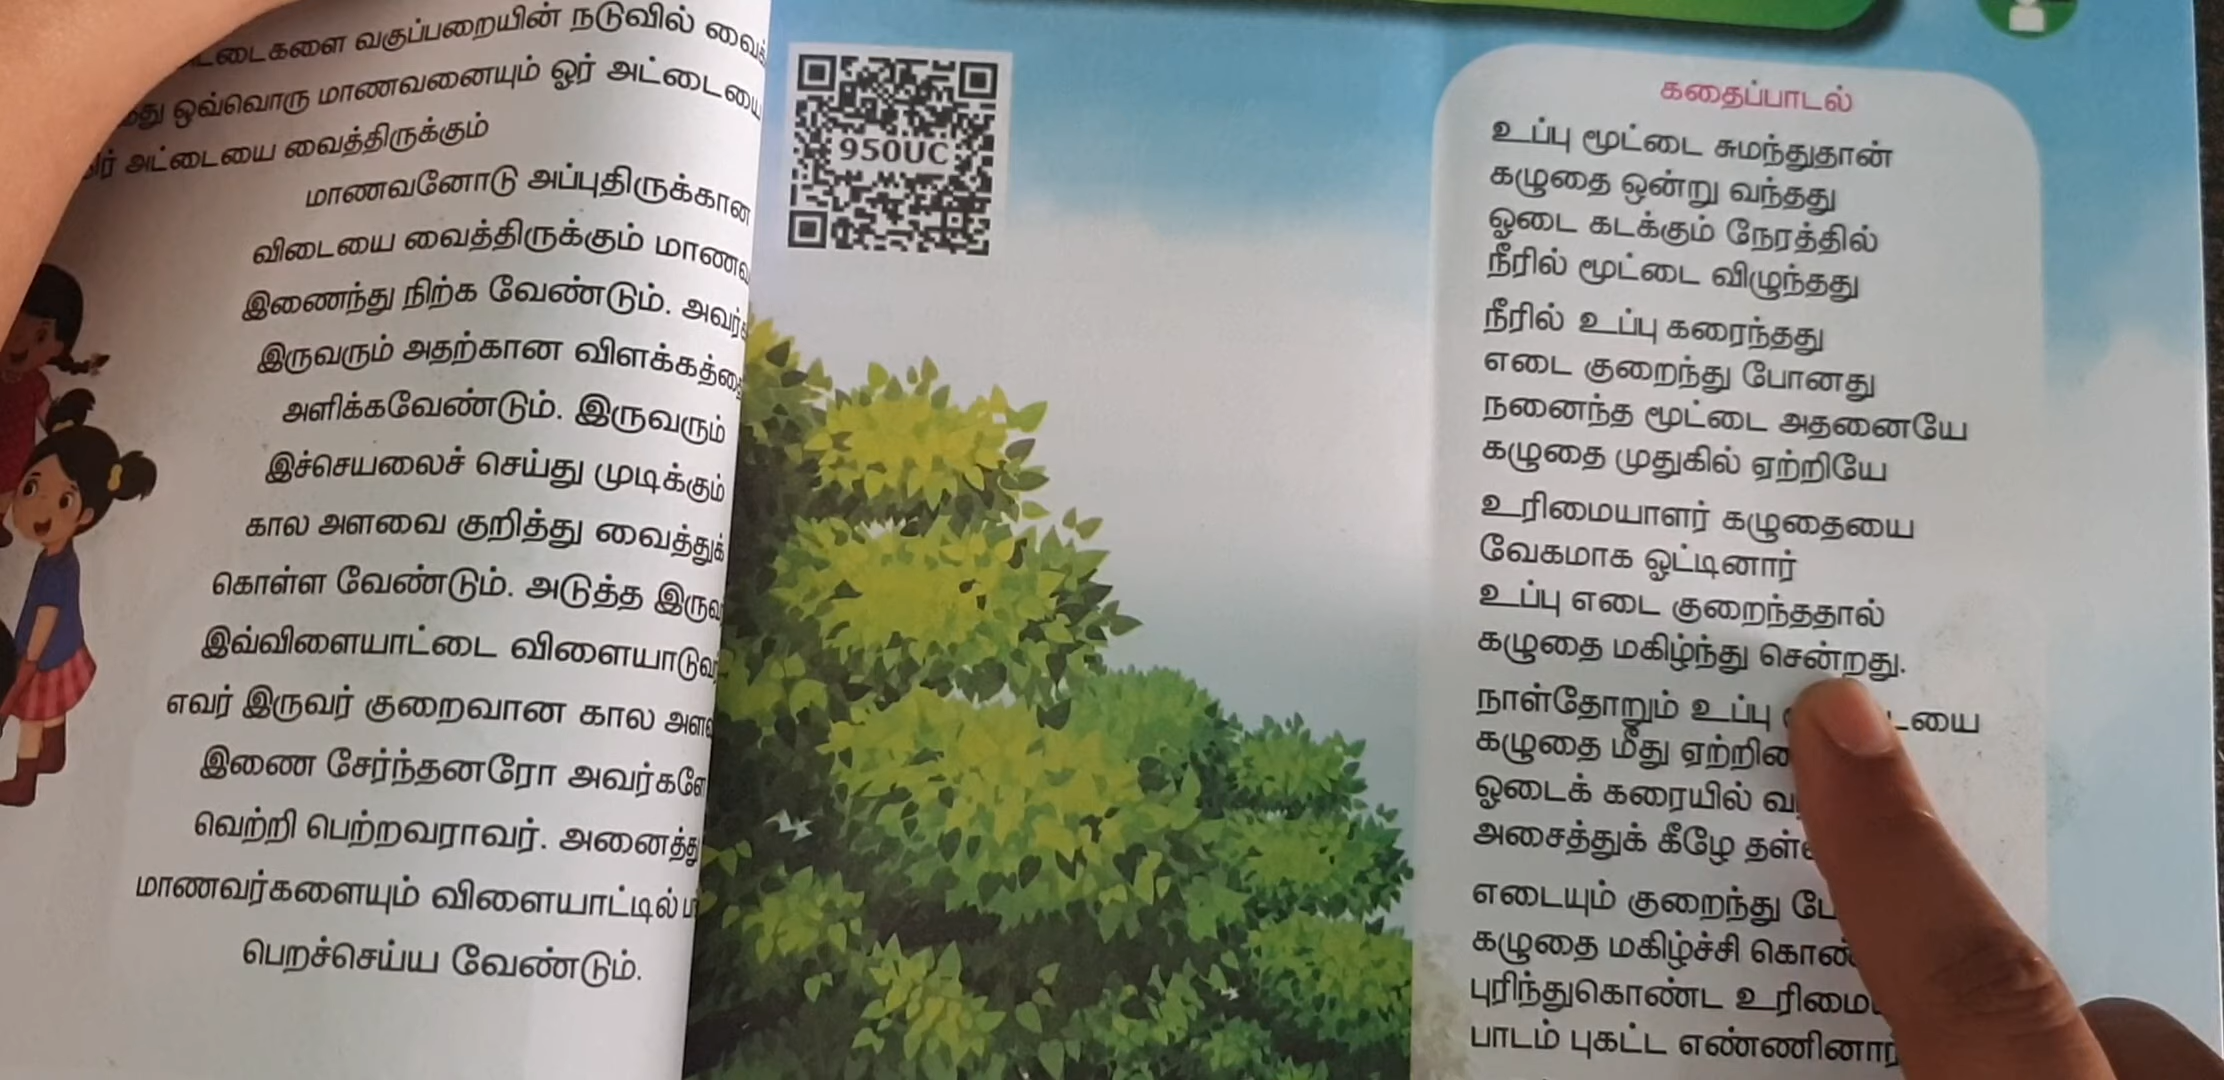 வகுப்பறையின் நடுவில்
ஒவ்வொரு மாணவனையும் ஓர் அட்டையை
அட்டையை வைத்திருக்கும்
மாணவனோடு அப்புதிருக்கான
விடையை வைத்திருக்கும்
இணைந்து நிற்க வேண்டும்.
இருவரும் அதற்கான
அளிக்கவேண்டும். இருவரும்
இச்செயலைச் செய்து முடிக்கும்
கால அளவை குறித்து வைத்துக்
கொள்ள வேண்டும். அடுத்த
இவ்விளையாட்டை
எவர் இருவர் குறைவான கால
இணை சேர்ந்தனரோ
வெற்றி பெற்றவராவர்.
மாணவர்களையும் விளையாட்டில்
பெறச்செய்ய வேண்டும்.
950UC
கதைப்பாடல்
உப்பு மூட்டை சுமந்துதான்
கழுதை ஒன்று வந்தது
ஓடை கடக்கும் நேரத்தில்
நீரில் மூட்டை விழுந்தது
நீரில் உப்பு கரைந்தது
எடை குறைந்து போனது
நனைந்த மூட்டை அதனையே
கழுதை முதுகில் ஏற்றியே
உரிமையாளர் கழுதையை
வேகமாக ஓட்டினார்
உப்பு எடை குறைந்ததால்
கழுதை மகிழ்ந்து சென்றது.
நாள்தோறும் உப்பு
கழுதை மீது
ஓடைக் கரையில்
அசைத்துக் கீழே
எடையும் குறைந்து
கழுதை மகிழ்ச்சி
புரிந்துகொண்ட
பாடம் புகட்ட எண்ணினார்